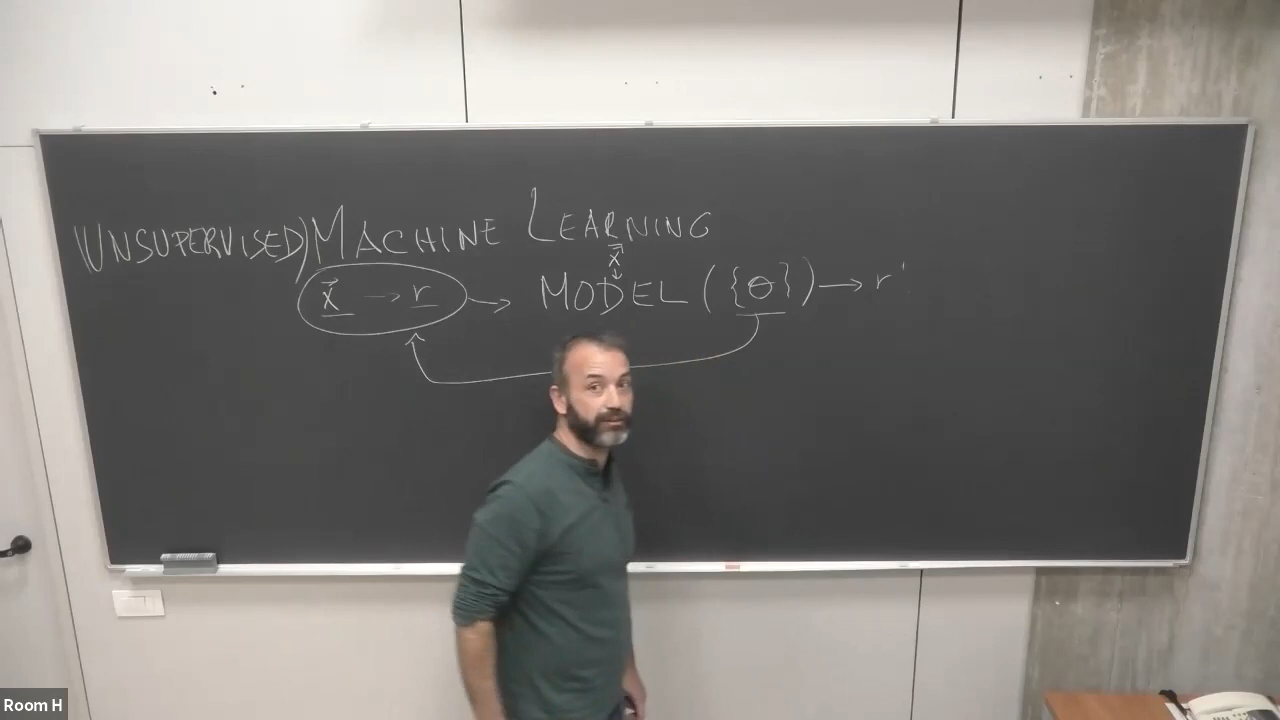 (UNSUPERVISED) MACHINE LEARNING
x⃗
x⃗ → r → MODEL ({θ}) → r'
Room H